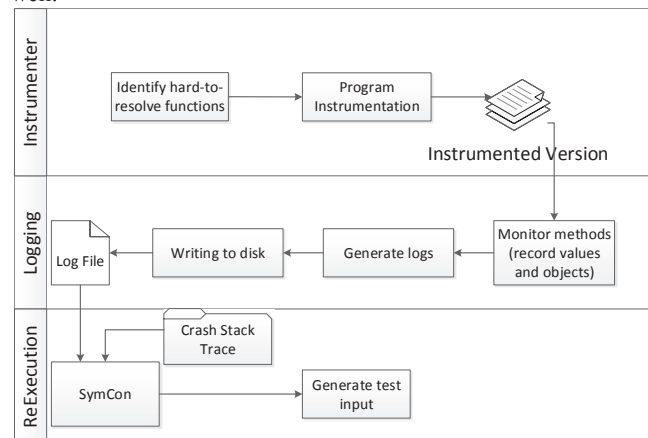 Instrumenter
Identify hard-to-
resolve functions
Program
Instrumentation
Instrumented Version
Logging
Log File
Writing to disk
Generate logs
Monitor methods
(record values
and objects)
ReExecution
Crash Stack
Trace
SymCon
Generate test
input